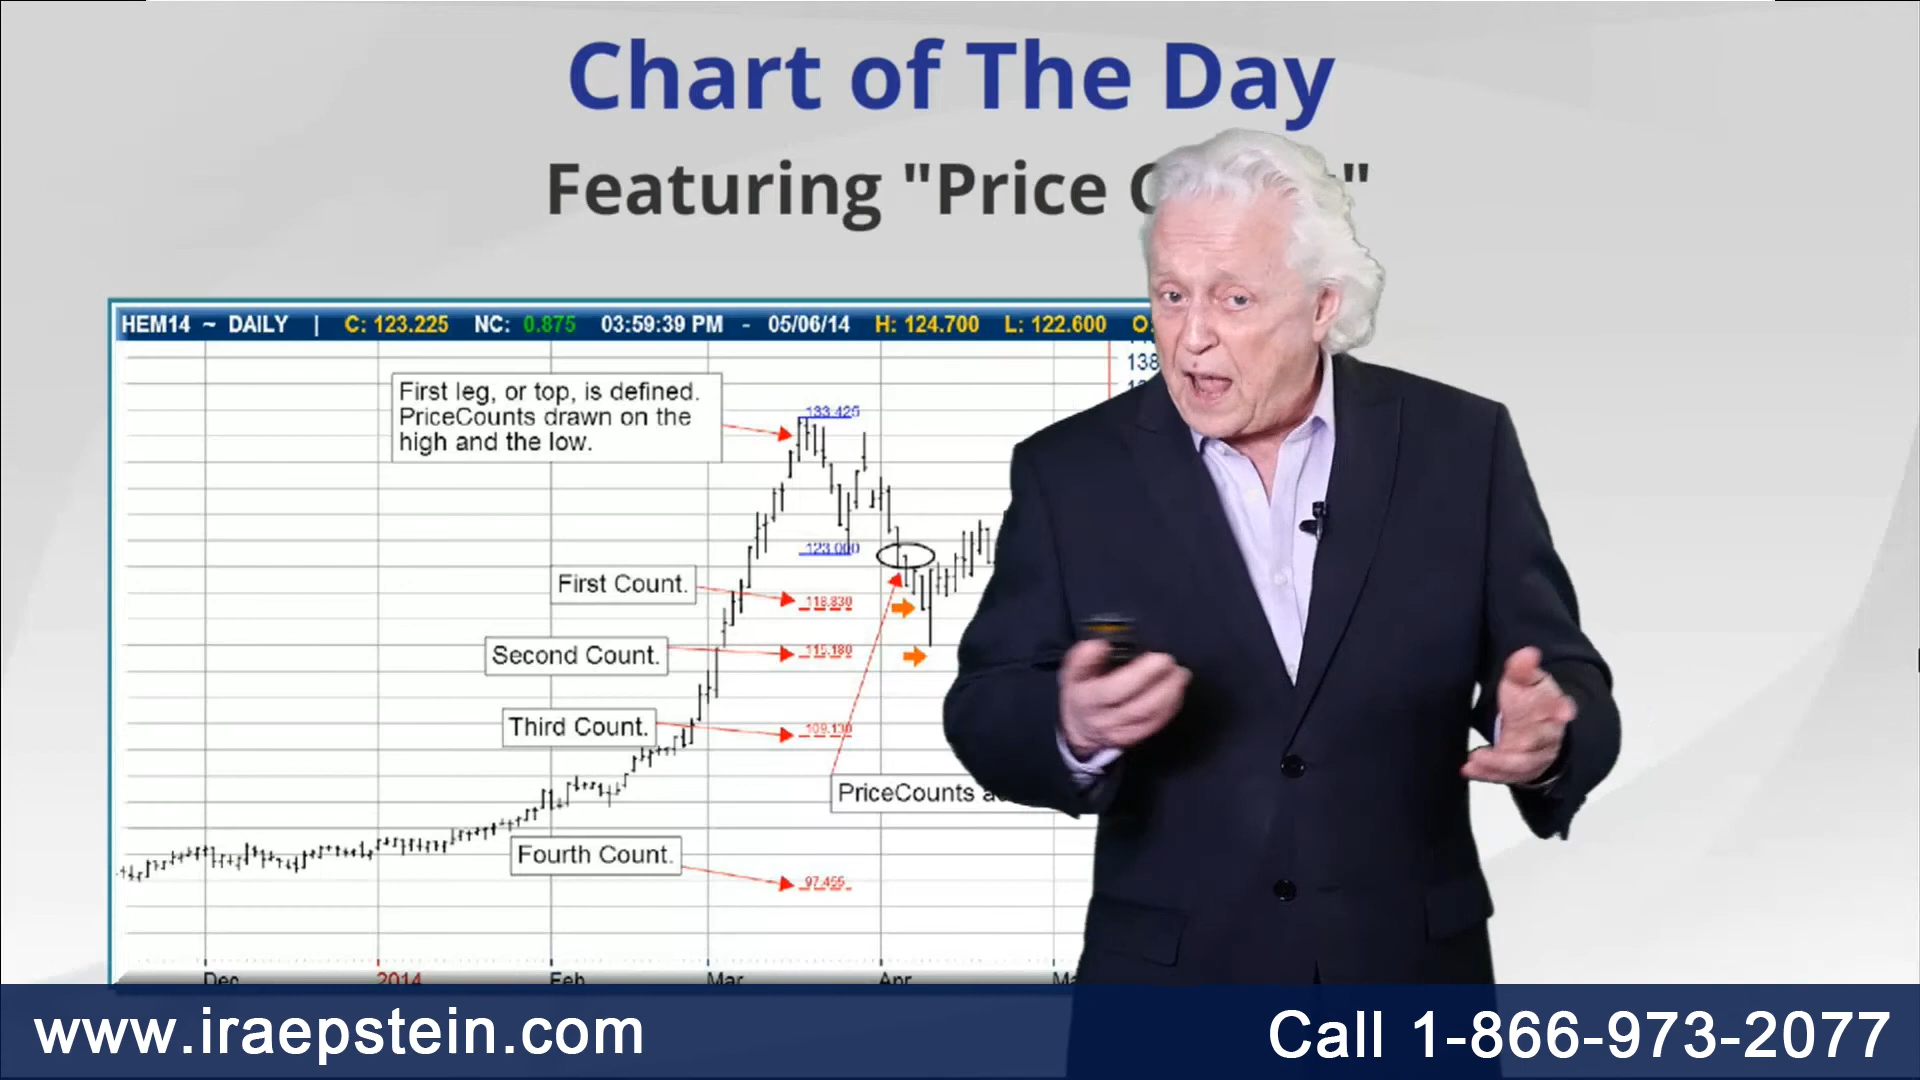 Chart of The Day
Featuring "Price
HEM14 ~ DAILY | C: 123.225 NC: 0.875 03:59:39 PM - 05/06/14 H: 124.700 L: 122.600 O:
138
First leg, or top, is defined.
PriceCounts drawn on the
high and the low.
133.425
123.000
First Count.
118.830
Second Count.
115.180
Third Count.
109.130
PriceCounts
Fourth Count.
97.455
Dec 2014 Feb Mar Apr
www.iraepstein.com
Call 1-866-973-2077